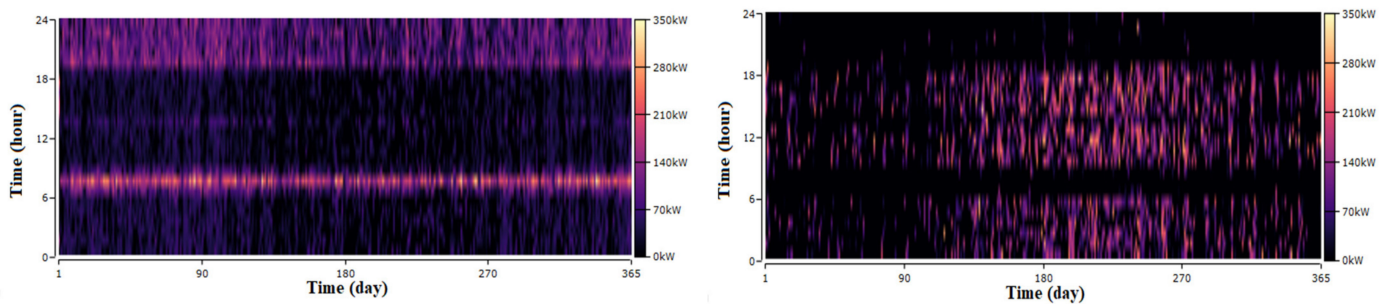 24
18
12
6
0
Time (hour)
1
90
180
270
365
Time (day)
350kW
280kW
210kW
140kW
70kW
0kW
24
18
12
6
0
Time (hour)
1
90
180
270
365
Time (day)
350kW
280kW
210kW
140kW
70kW
0kW